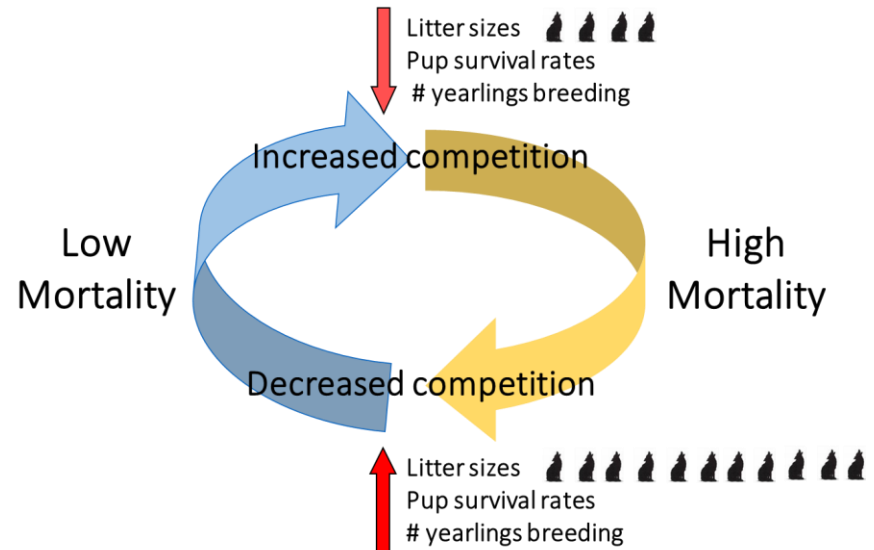 Litter sizes
Pup survival rates
# yearlings breeding
Increased competition
Low
Mortality
High
Mortality
Decreased competition
Litter sizes
Pup survival rates
# yearlings breeding